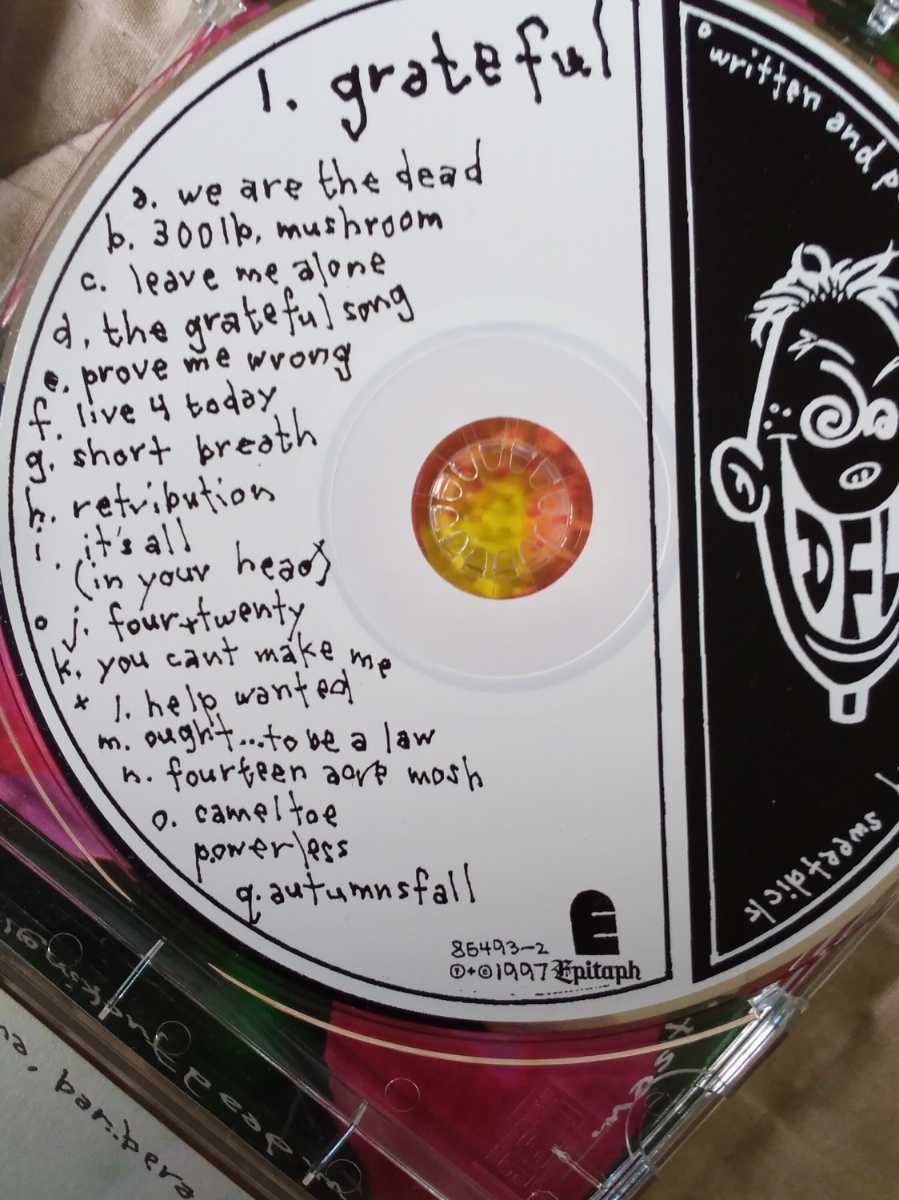 1. grateful
a. we are the dead
b. 300lb. mushroom
c. leave me alone
d. the grateful song
e. prove me wrong
f. live 4 today
g. short breath
h. retribution
i. it's all
(in your head)
o j. four+twenty
k. you cant make me
* l. help wanted
m. ought...to be a law
n. fourteen acre mosh
o. cameltoe
powerless
q. autumnsfall
86493-2
℗+©1997 Epitaph
o written and
DFL